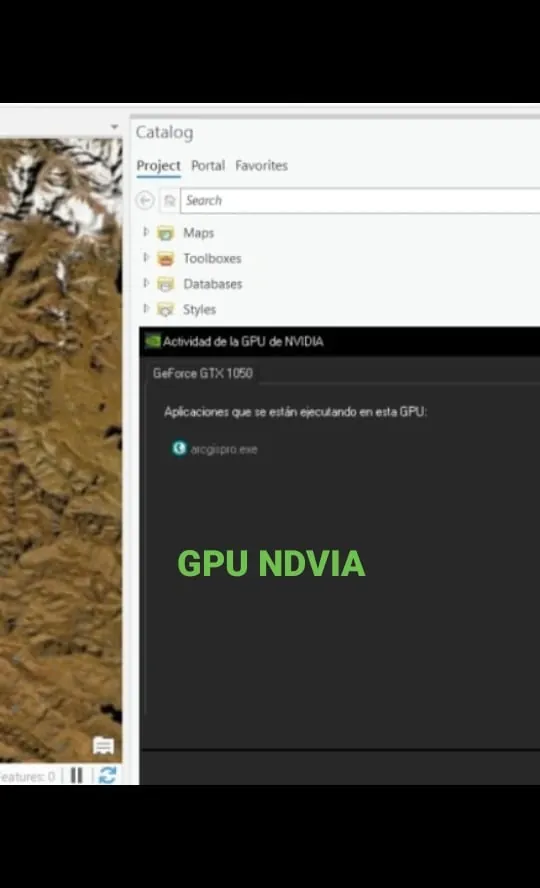 Catalog
Project Portal Favorites
Search
Maps
Toolboxes
Databases
Styles
Actividad de la GPU de NVIDIA
GeForce GTX 1050
Aplicaciones que se están ejecutando en esta GPU:
arcgispro.exe
GPU NDVIA
eatures: 0